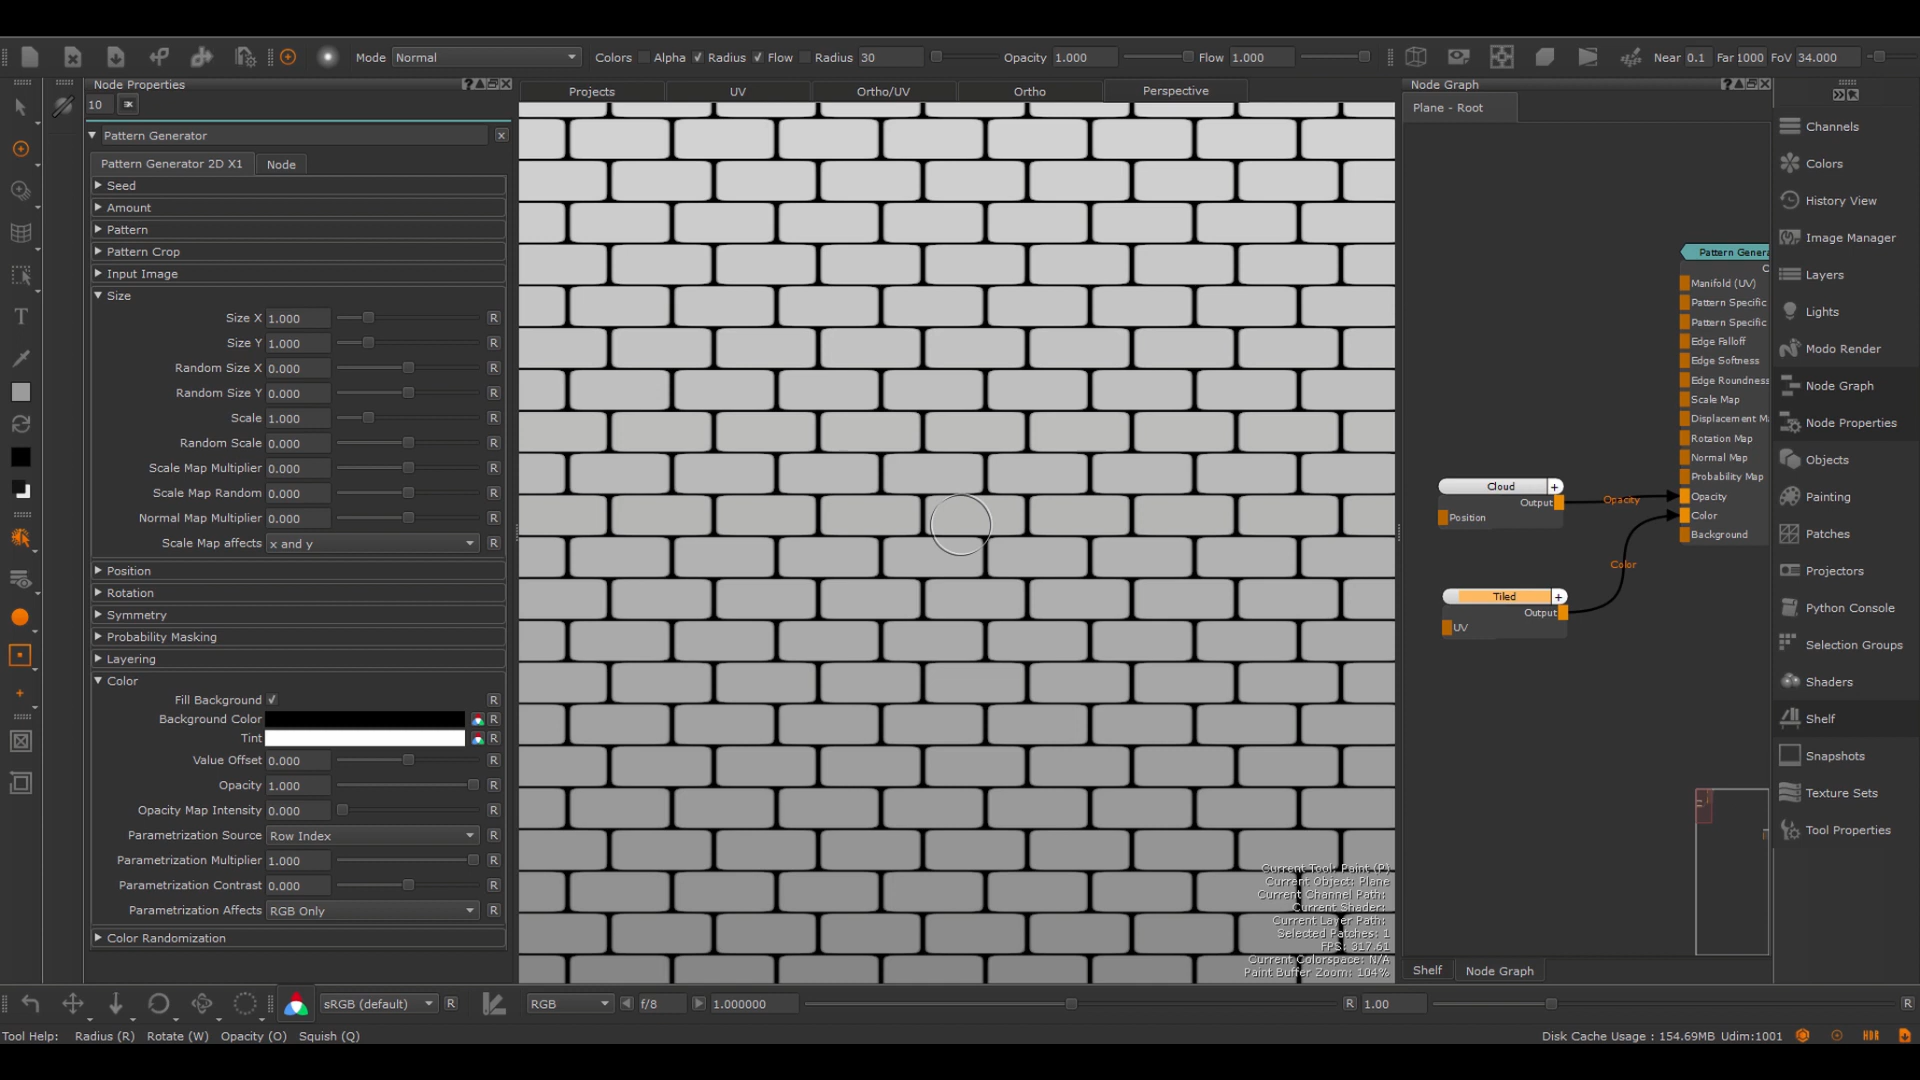 Mode Normal Colors Alpha Radius Flow Radius 30 Opacity 1.000 Flow 1.000 Near 0.1 Far 1000 FoV 34.000
Node Properties
10
Pattern Generator
Pattern Generator 2D X1 Node
Seed
Amount
Pattern
Pattern Crop
Input Image
Size
Size X 1.000 R
Size Y 1.000 R
Random Size X 0.000 R
Random Size Y 0.000 R
Scale 1.000 R
Random Scale 0.000 R
Scale Map Multiplier 0.000 R
Scale Map Random 0.000 R
Normal Map Multiplier 0.000 R
Scale Map affects x and y R
Position
Rotation
Symmetry
Probability Masking
Layering
Color
Fill Background R
Background Color R
Tint R
Value Offset 0.000 R
Opacity 1.000 R
Opacity Map Intensity 0.000 R
Parametrization Source Row Index R
Parametrization Multiplier 1.000 R
Parametrization Contrast 0.000 R
Parametrization Affects RGB Only R
Color Randomization
Projects UV Ortho/UV Ortho Perspective
Current Tool: Paint (P)
Current Object: Plane
Current Channel Path:
Current Shader:
Current Layer Path:
Selected Patches: 1
FPS: 317.61
Current Colorspace: N/A
Paint Buffer Zoom: 104%
Node Graph
Plane - Root
Pattern Genera
Manifold (UV)
Pattern Specific
Pattern Specific
Edge Falloff
Edge Softness
Edge Roundness
Scale Map
Displacement Ma
Rotation Map
Normal Map
Probability Map
Opacity
Color
Background
Cloud +
Output
Position
Opacity
Color
Tiled +
Output
UV
Shelf Node Graph
Channels
Colors
History View
Image Manager
Layers
Lights
Modo Render
Node Graph
Node Properties
Objects
Painting
Patches
Projectors
Python Console
Selection Groups
Shaders
Shelf
Snapshots
Texture Sets
Tool Properties
sRGB (default) R RGB f/8 1.000000 R 1.00 R
Tool Help: Radius (R) Rotate (W) Opacity (O) Squish (Q)
Disk Cache Usage : 154.69MB Udim:1001 HDR